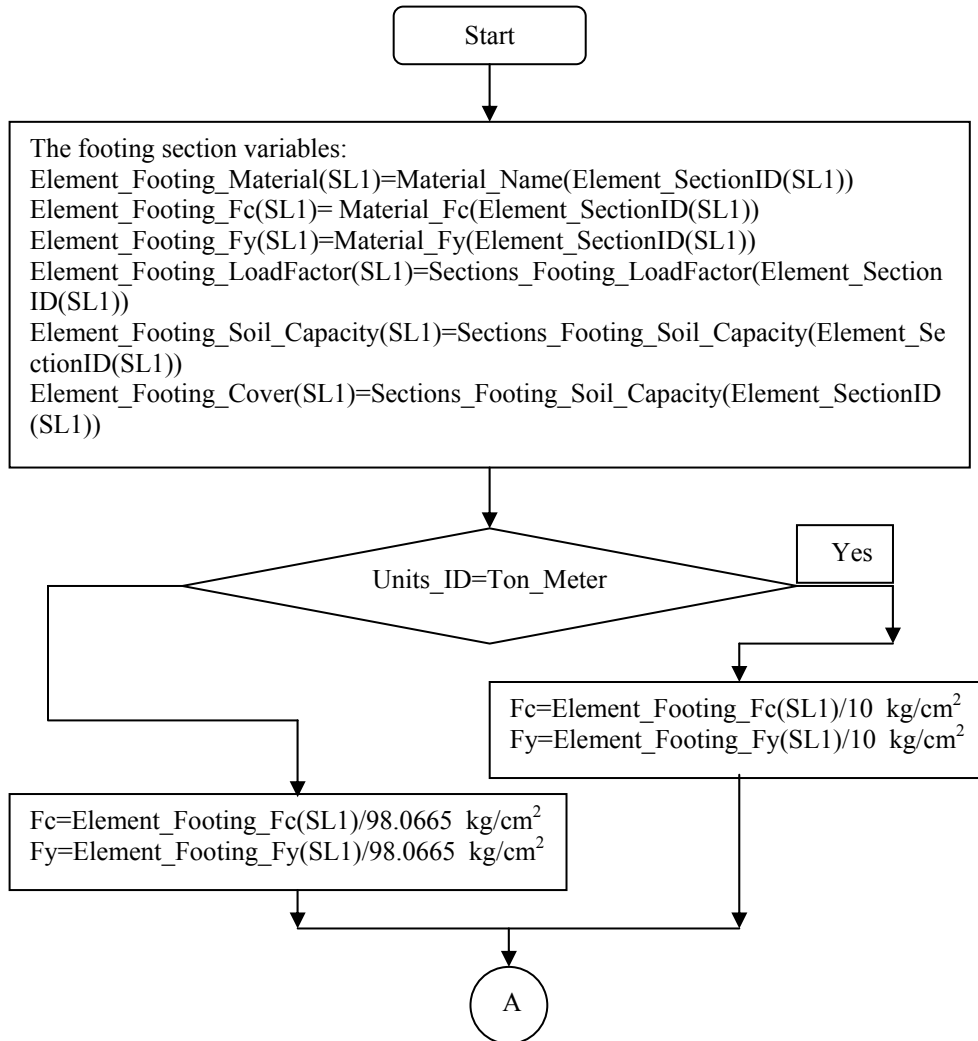 Start
The footing section variables:
Element_Footing_Material(SL1)=Material_Name(Element_SectionID(SL1))
Element_Footing_Fc(SL1)= Material_Fc(Element_SectionID(SL1))
Element_Footing_Fy(SL1)=Material_Fy(Element_SectionID(SL1))
Element_Footing_LoadFactor(SL1)=Sections_Footing_LoadFactor(Element_Section
ID(SL1))
Element_Footing_Soil_Capacity(SL1)=Sections_Footing_Soil_Capacity(Element_Se
ctionID(SL1))
Element_Footing_Cover(SL1)=Sections_Footing_Soil_Capacity(Element_SectionID
(SL1))
Yes
Units_ID=Ton_Meter
Fc=Element_Footing_Fc(SL1)/10 kg/cm²
Fy=Element_Footing_Fy(SL1)/10 kg/cm²
Fc=Element_Footing_Fc(SL1)/98.0665 kg/cm²
Fy=Element_Footing_Fy(SL1)/98.0665 kg/cm²
A